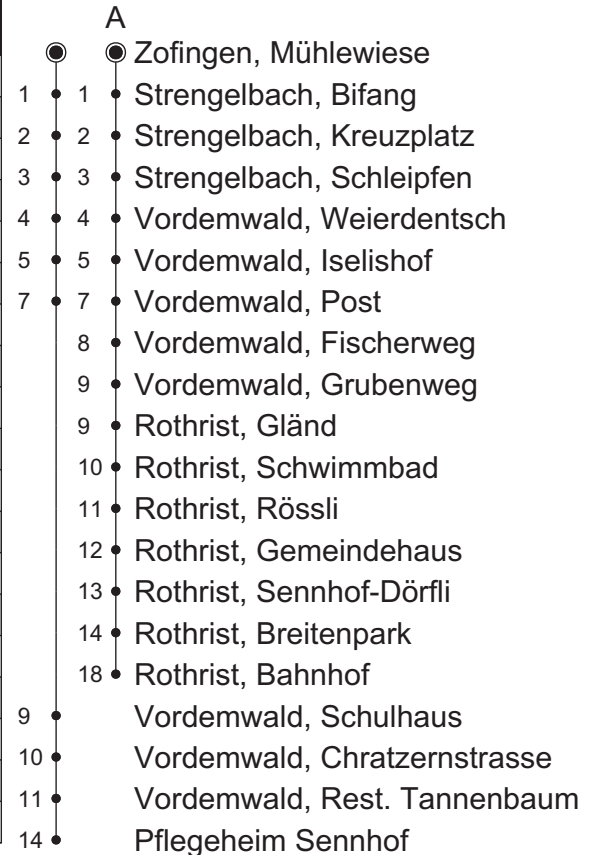 A
Zofingen, Mühlewiese
1 1 Strengelbach, Bifang
2 2 Strengelbach, Kreuzplatz
3 3 Strengelbach, Schleipfen
4 4 Vordemwald, Weierdentsch
5 5 Vordemwald, Iselishof
7 7 Vordemwald, Post
8 Vordemwald, Fischerweg
9 Vordemwald, Grubenweg
9 Rothrist, Gländ
10 Rothrist, Schwimmbad
11 Rothrist, Rössli
12 Rothrist, Gemeindehaus
13 Rothrist, Sennhof-Dörfli
14 Rothrist, Breitenpark
18 Rothrist, Bahnhof
9 Vordemwald, Schulhaus
10 Vordemwald, Chratzernstrasse
11 Vordemwald, Rest. Tannenbaum
14 Pflegeheim Sennhof